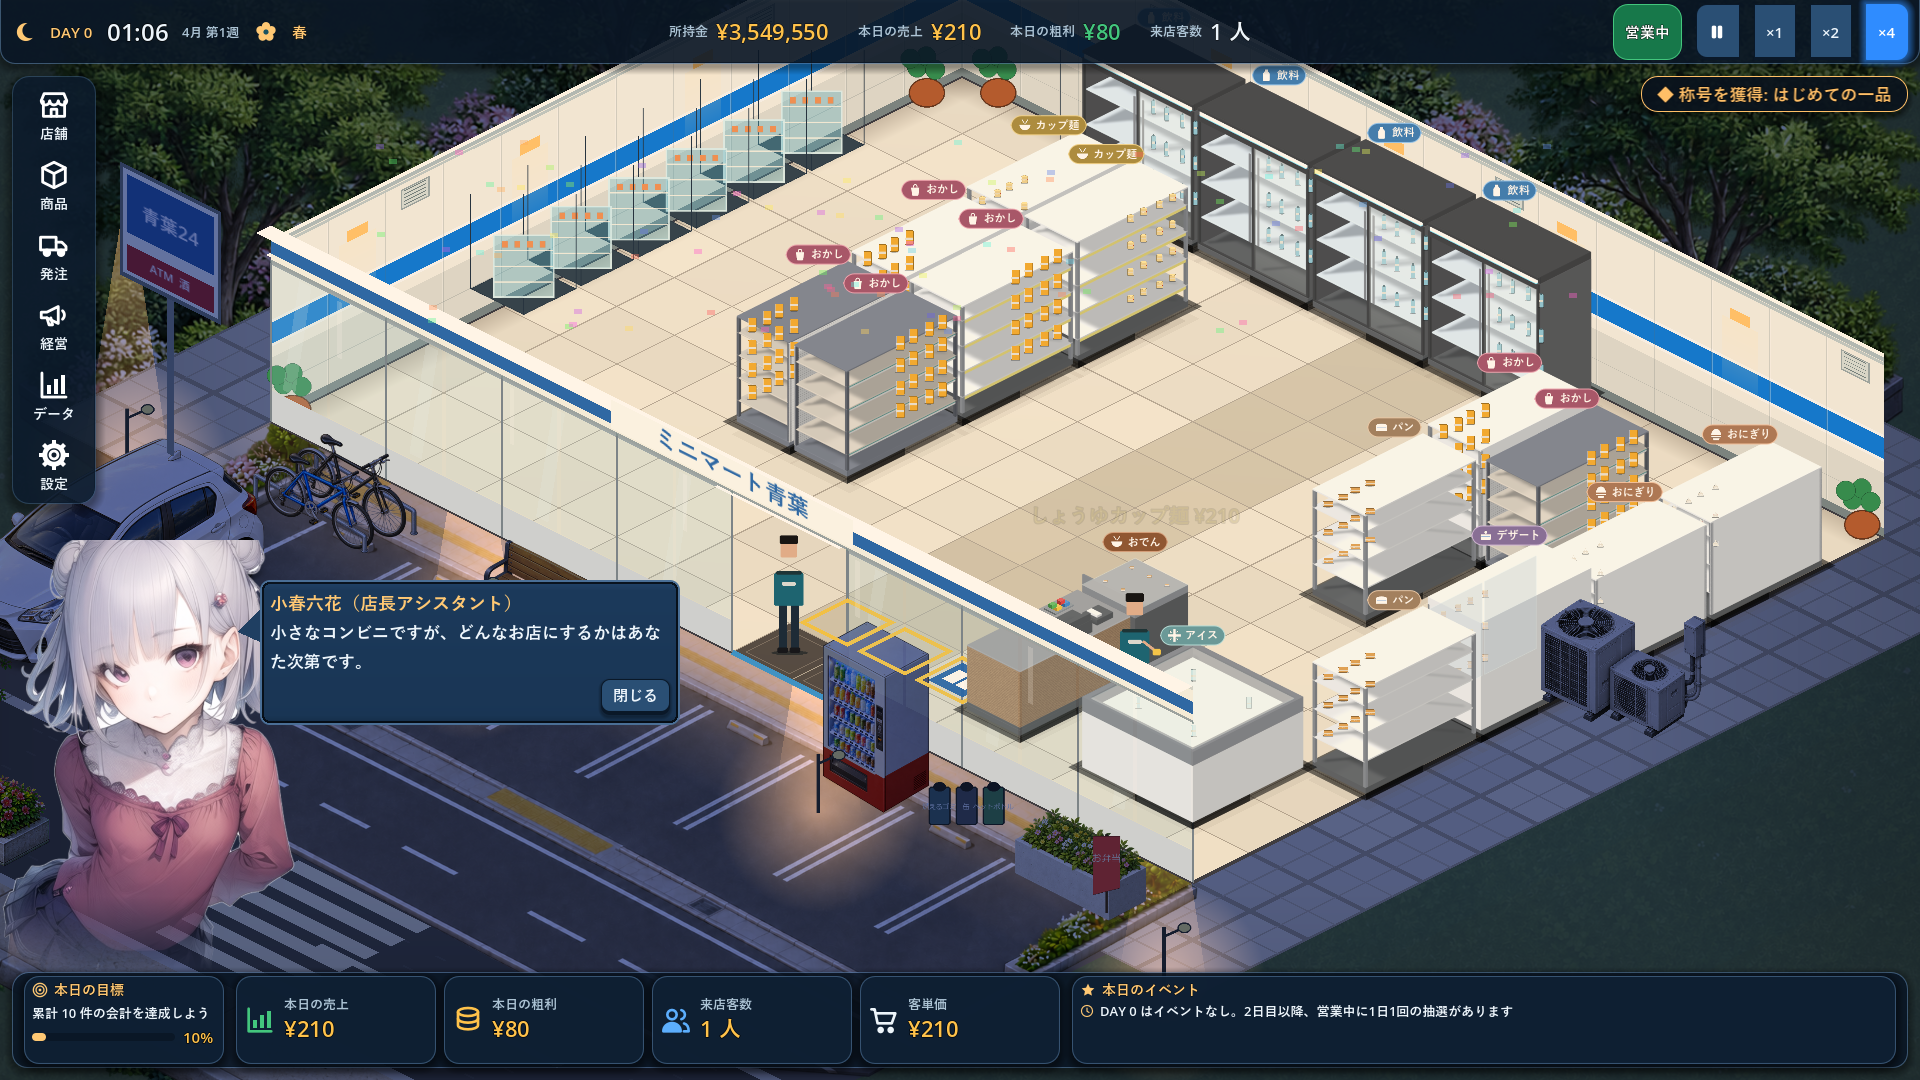 DAY 0 01:06 4月 第1週 春
所持金 ¥3,549,550 本日の売上 ¥210 本日の粗利 ¥80 来店客数 1 人
営業中 ×1 ×2 ×4
◆ 称号を獲得: はじめての一品
店舗
商品
発注
経営
データ
設定
青葉24
ATM 酒
飲料
飲料
飲料
カップ麺
カップ麺
おかし
おかし
おかし
おかし
おかし
おかし
パン
おにぎり
おにぎり
デザート
パン
ミニマート青葉
しょうゆカップ麺 ¥210
おでん
アイス
お弁当
小春六花（店長アシスタント）
小さなコンビニですが、どんなお店にするかはあな
た次第です。
閉じる
本日の目標
累計 10 件の会計を達成しよう
10%
本日の売上
¥210
本日の粗利
¥80
来店客数
1 人
客単価
¥210
本日のイベント
DAY 0 はイベントなし。2日目以降、営業中に1日1回の抽選があります